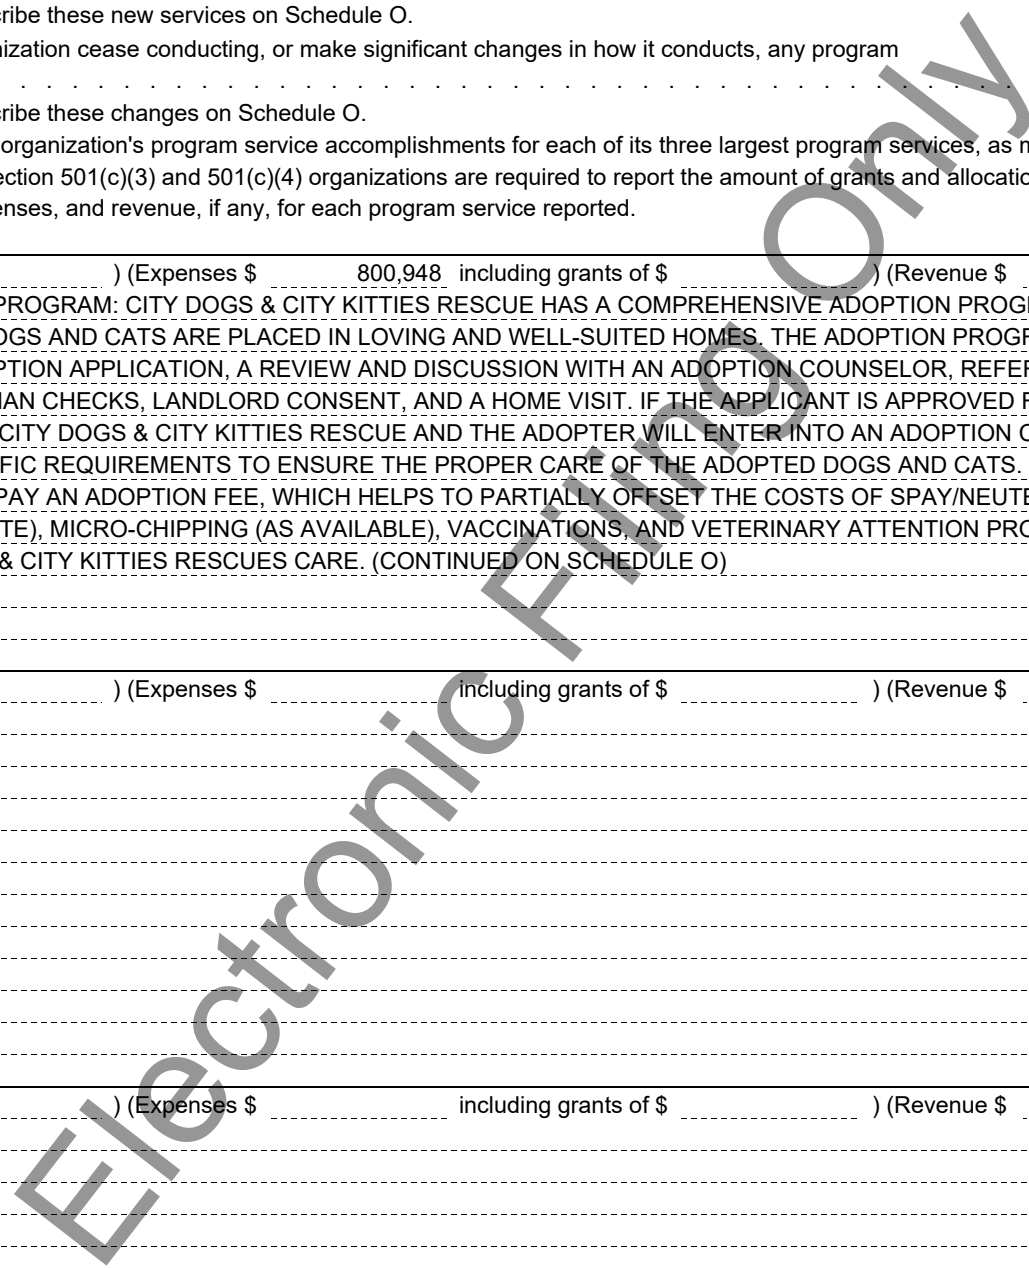 cribe these new services on Schedule O.
nization cease conducting, or make significant changes in how it conducts, any program
. . . . . . . . . . . . . . . . . . . . . . . . . . . . . . . . . . . . . . .
cribe these changes on Schedule O.
organization's program service accomplishments for each of its three largest program services, as m
ection 501(c)(3) and 501(c)(4) organizations are required to report the amount of grants and allocatio
enses, and revenue, if any, for each program service reported.
) (Expenses $ 800,948 including grants of $ ) (Revenue $
PROGRAM: CITY DOGS & CITY KITTIES RESCUE HAS A COMPREHENSIVE ADOPTION PROG
OGS AND CATS ARE PLACED IN LOVING AND WELL-SUITED HOMES. THE ADOPTION PROG
PTION APPLICATION, A REVIEW AND DISCUSSION WITH AN ADOPTION COUNSELOR, REFE
IAN CHECKS, LANDLORD CONSENT, AND A HOME VISIT. IF THE APPLICANT IS APPROVED F
CITY DOGS & CITY KITTIES RESCUE AND THE ADOPTER WILL ENTER INTO AN ADOPTION C
FIC REQUIREMENTS TO ENSURE THE PROPER CARE OF THE ADOPTED DOGS AND CATS.
PAY AN ADOPTION FEE, WHICH HELPS TO PARTIALLY OFFSET THE COSTS OF SPAY/NEUTE
TE), MICRO-CHIPPING (AS AVAILABLE), VACCINATIONS, AND VETERINARY ATTENTION PRO
& CITY KITTIES RESCUES CARE. (CONTINUED ON SCHEDULE O)
) (Expenses $ including grants of $ ) (Revenue $
) (Expenses $ including grants of $ ) (Revenue $
Electronic Filing Only